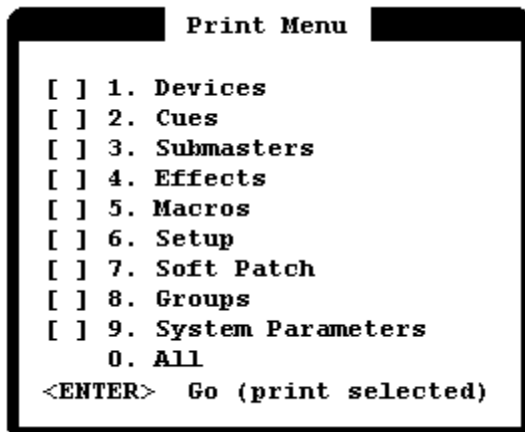 Print Menu
[ ] 1. Devices
[ ] 2. Cues
[ ] 3. Submasters
[ ] 4. Effects
[ ] 5. Macros
[ ] 6. Setup
[ ] 7. Soft Patch
[ ] 8. Groups
[ ] 9. System Parameters
0. All
<ENTER> Go (print selected)